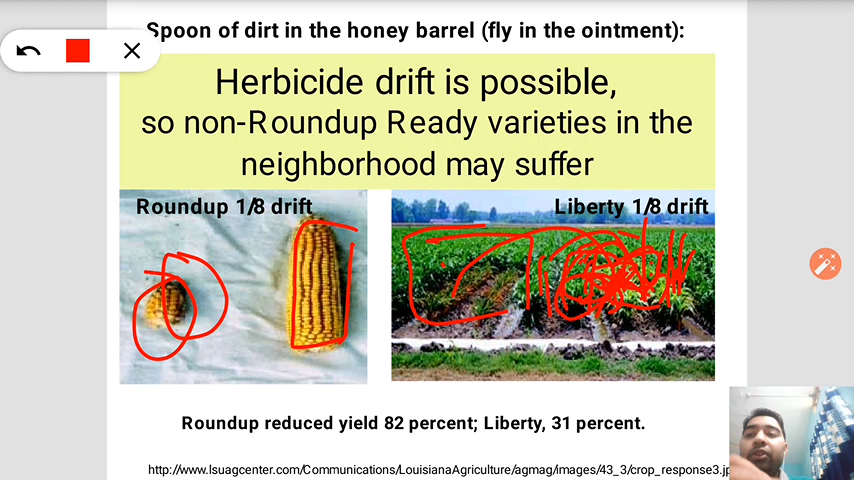 Spoon of dirt in the honey barrel (fly in the ointment):
Herbicide drift is possible,
so non-Roundup Ready varieties in the
neighborhood may suffer
Roundup 1/8 drift
Liberty 1/8 drift
Roundup reduced yield 82 percent; Liberty, 31 percent.
http://www.lsuagcenter.com/Communications/LouisianaAgriculture/agmag/images/43_3/crop_response3.jp